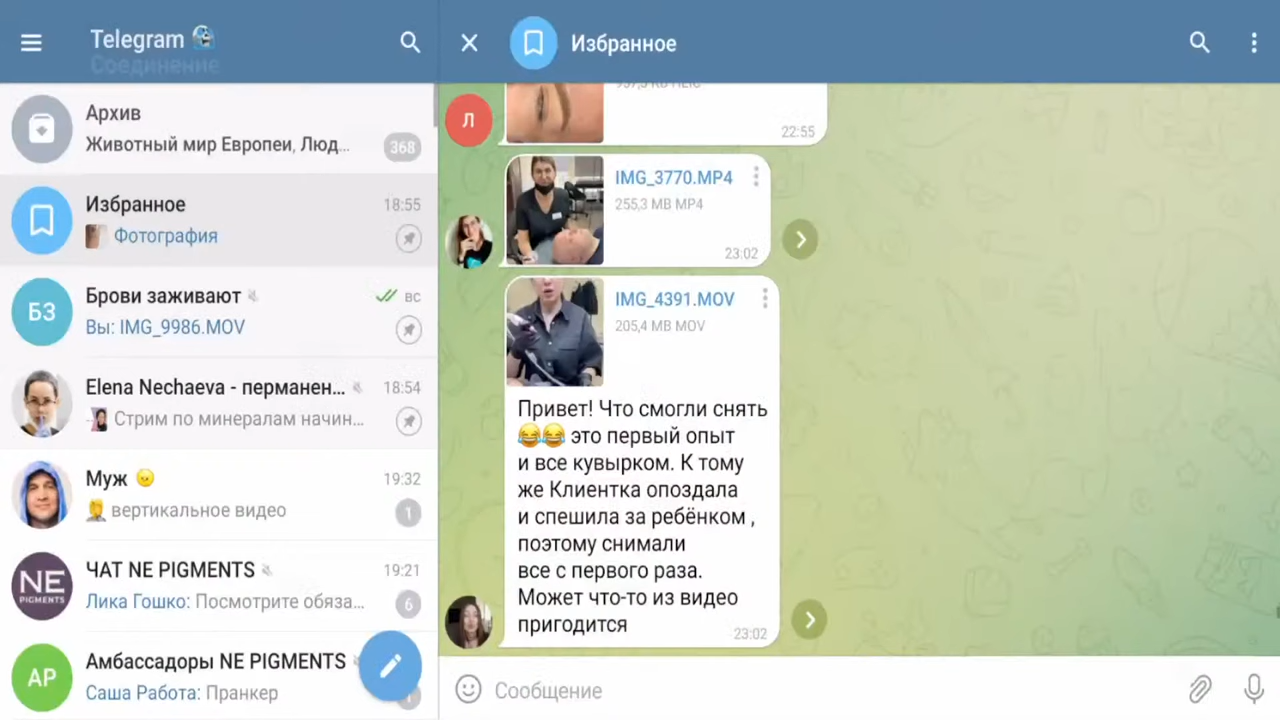 Telegram
Соединение
Архив
Животный мир Европеи, Люд...
368
Избранное
18:55
Фотография
БЗ
Брови заживают
вс
Вы: IMG_9986.MOV
Elena Nechaeva - перманен...
18:54
Стрим по минералам начин...
Муж
19:32
вертикальное видео
1
NE
PIGMENTS
ЧАТ NE PIGMENTS
19:21
Лика Гошко: Посмотрите обяза...
6
АР
Амбассадоры NE PIGMENTS
Саша Работа: Пранкер
Избранное
Л
22:55
IMG_3770.MP4
255,3 MB MP4
23:02
IMG_4391.MOV
205,4 MB MOV
Привет! Что смогли снять
😂😂 это первый опыт
и все кувырком. К тому
же Клиентка опоздала
и спешила за ребёнком ,
поэтому снимали
все с первого раза.
Может что-то из видео
пригодится
23:02
Сообщение